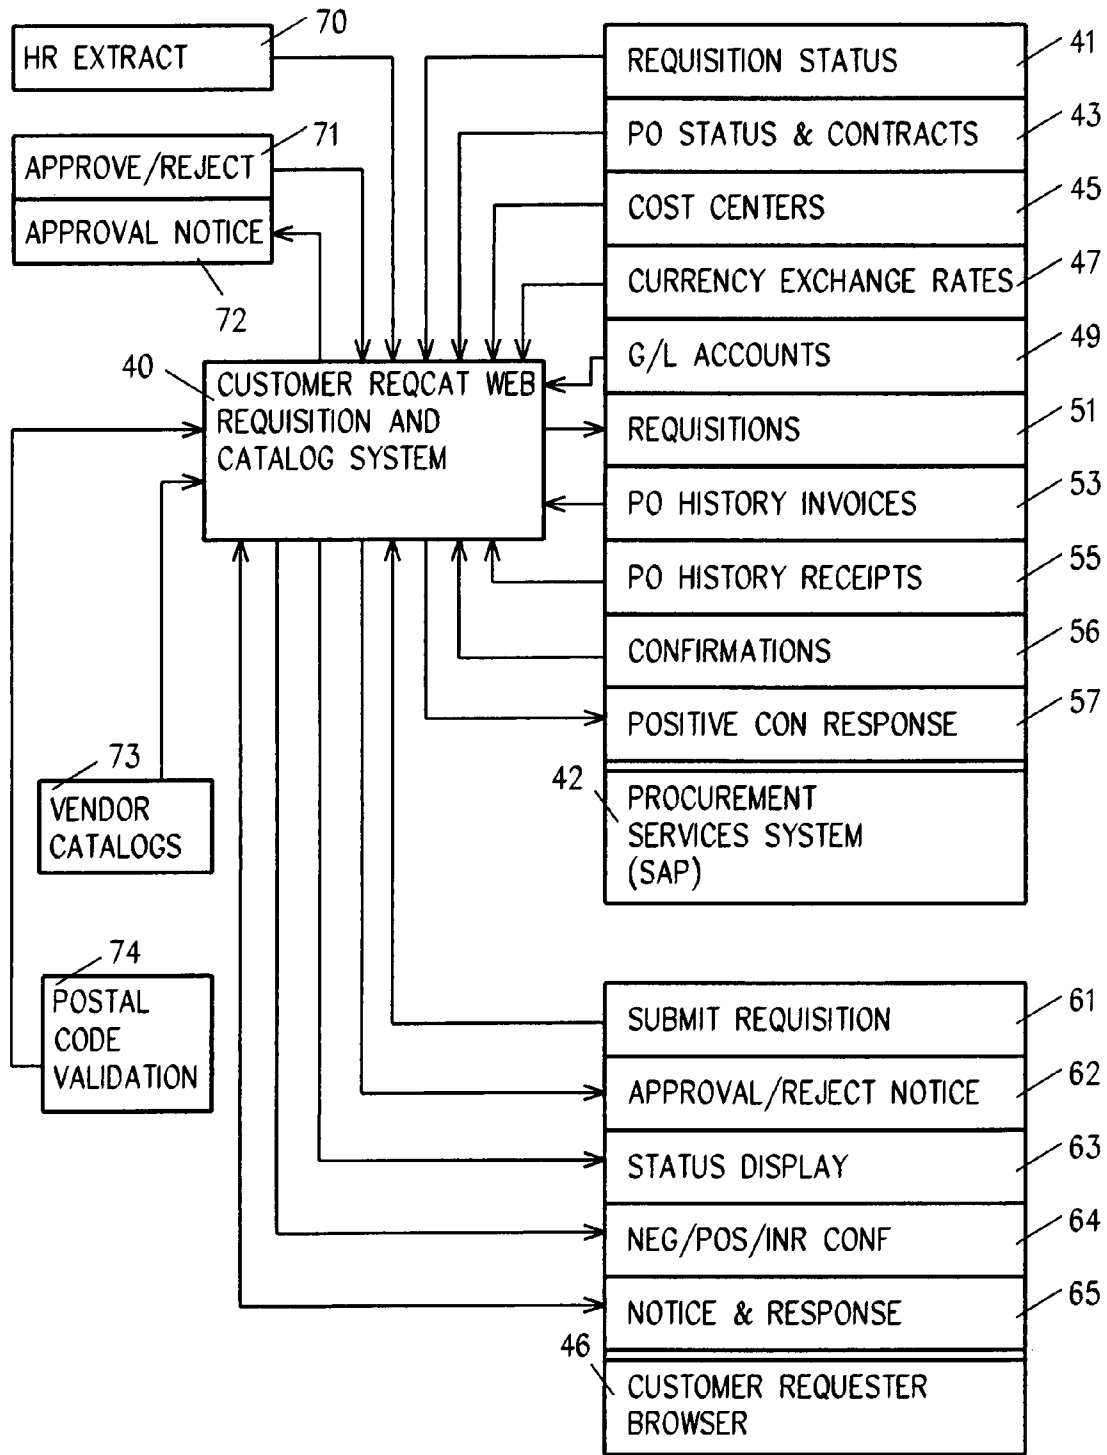 70
HR EXTRACT
71
APPROVE/REJECT
APPROVAL NOTICE
72
40
CUSTOMER REQCAT WEB
REQUISITION AND
CATALOG SYSTEM
73
VENDOR
CATALOGS
74
POSTAL
CODE
VALIDATION
REQUISITION STATUS
41
PO STATUS & CONTRACTS
43
COST CENTERS
45
CURRENCY EXCHANGE RATES
47
G/L ACCOUNTS
49
REQUISITIONS
51
PO HISTORY INVOICES
53
PO HISTORY RECEIPTS
55
CONFIRMATIONS
56
POSITIVE CON RESPONSE
57
42
PROCUREMENT
SERVICES SYSTEM
(SAP)
SUBMIT REQUISITION
61
APPROVAL/REJECT NOTICE
62
STATUS DISPLAY
63
NEG/POS/INR CONF
64
NOTICE & RESPONSE
65
46
CUSTOMER REQUESTER
BROWSER